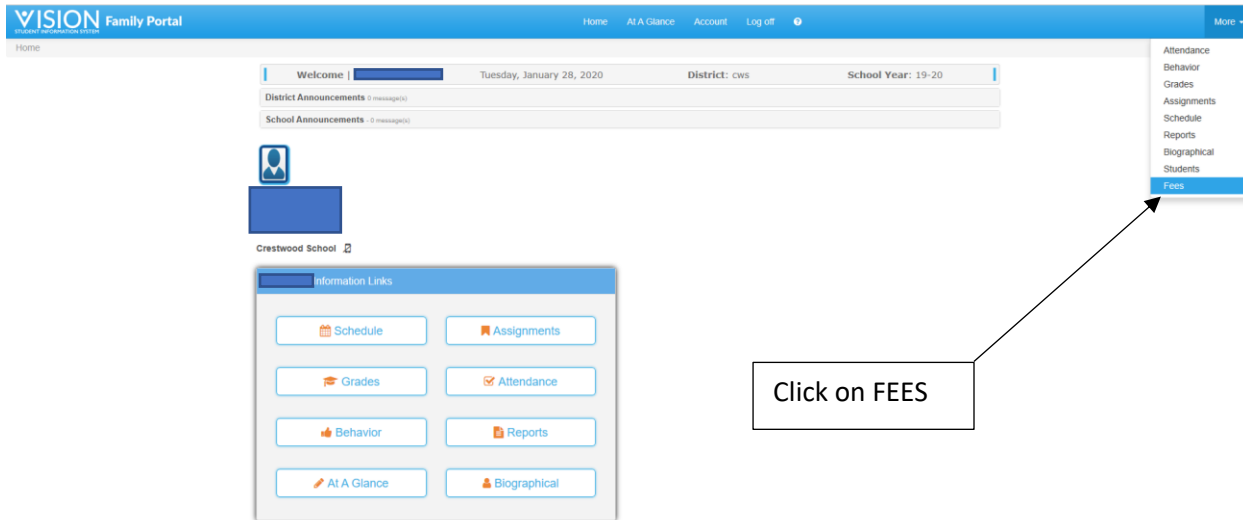 VISION Family Portal
STUDENT INFORMATION SYSTEM
Home At A Glance Account Log off ?
More
Home
Attendance
Behavior
Grades
Assignments
Schedule
Reports
Biographical
Students
Fees
Welcome | Tuesday, January 28, 2020 District: cws School Year: 19-20
District Announcements 0 message(s)
School Announcements - 0 message(s)
Crestwood School
Information Links
Schedule Assignments
Grades Attendance
Behavior Reports
At A Glance Biographical
Click on FEES